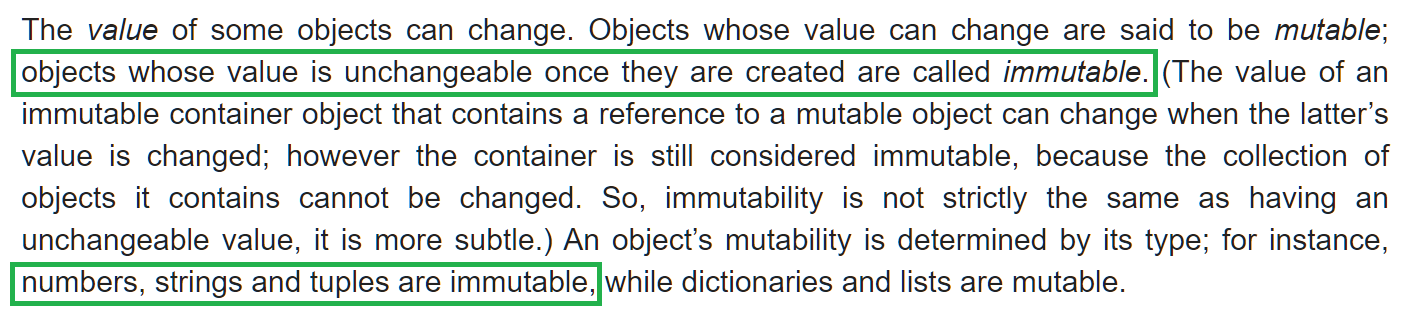 The value of some objects can change. Objects whose value can change are said to be mutable;
objects whose value is unchangeable once they are created are called immutable. (The value of an
immutable container object that contains a reference to a mutable object can change when the latter’s
value is changed; however the container is still considered immutable, because the collection of
objects it contains cannot be changed. So, immutability is not strictly the same as having an
unchangeable value, it is more subtle.) An object’s mutability is determined by its type; for instance,
numbers, strings and tuples are immutable, while dictionaries and lists are mutable.